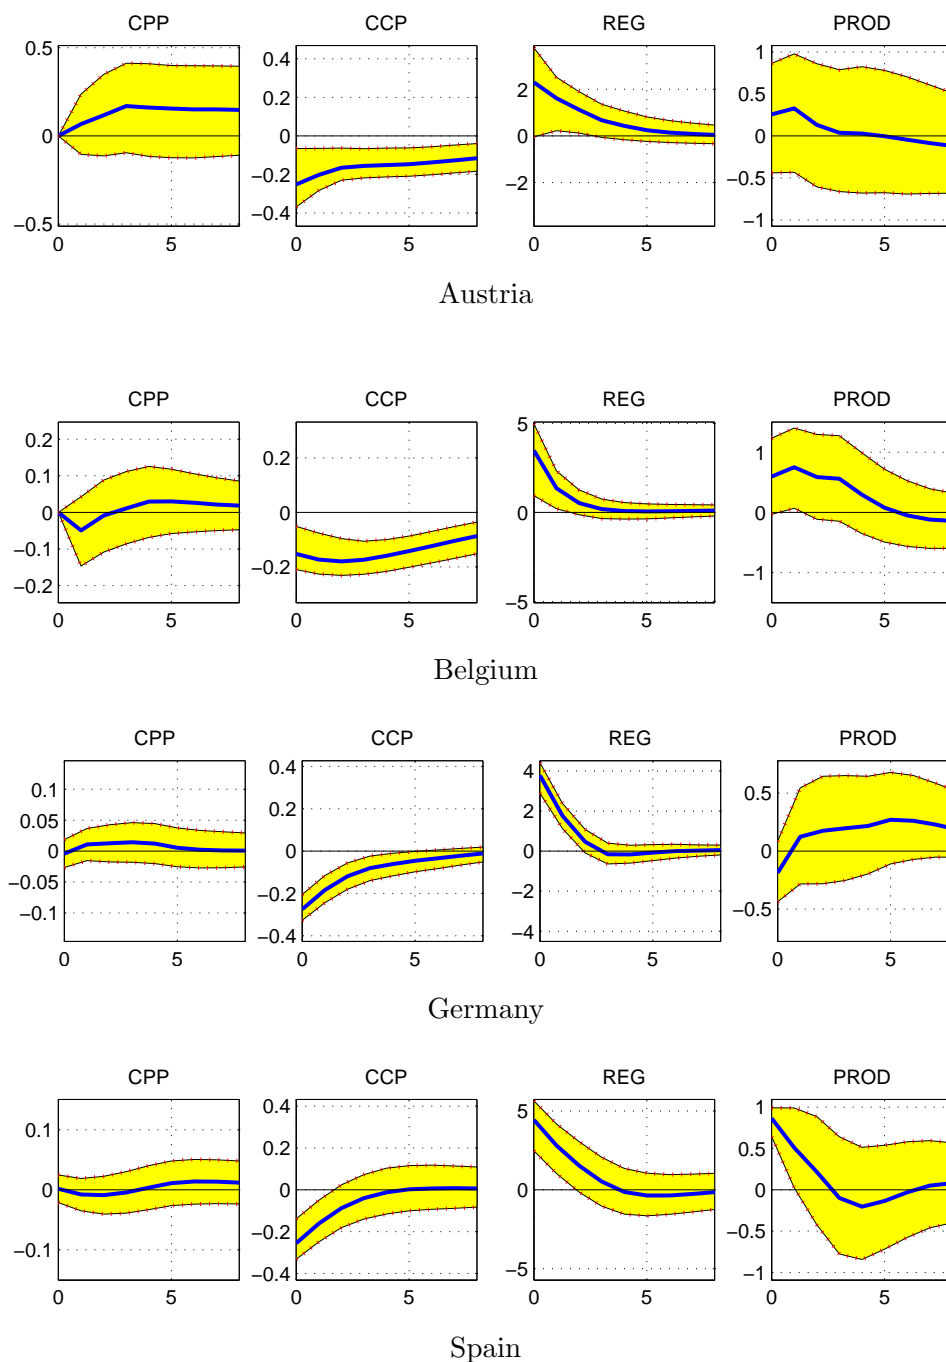 CPP CCP REG PROD
0.5 0.4 2 1
0.2 0.5
0 0 0 0
−0.2 −2 −0.5
−0.5 −0.4 −1
0 5 0 5 0 5 0 5
Austria
CPP CCP REG PROD
0.2 0.2 5 1
0.1
0 0 0 0
−0.1
−0.2 −0.2 −5 −1
0 5 0 5 0 5 0 5
Belgium
CPP CCP REG PROD
0.1 0.4 4 0.5
0.05 0.2 2
0 0 0 0
−0.05 −0.2 −2
−0.1 −0.4 −4 −0.5
0 5 0 5 0 5 0 5
Germany
CPP CCP REG PROD
0.1 0.4 5 1
0.2 0.5
0 0 0 0
−0.2 −0.5
−0.1 −0.4 −5 −1
0 5 0 5 0 5 0 5
Spain